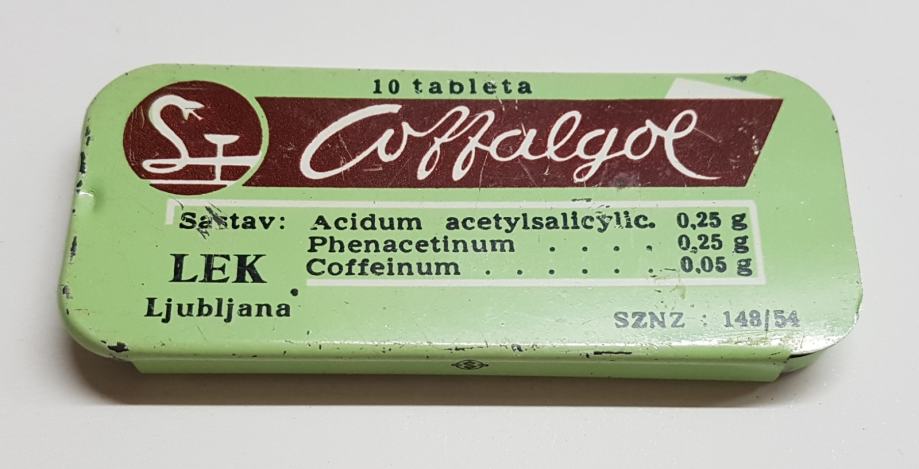 10 tableta
Coffalgol
Sastav: Acidum acetylsalicylic. 0,25 g
Phenacetinum . . . . 0,25 g
Coffeinum . . . . . . 0,05 g
LEK
Ljubljana
SZNZ : 148/54